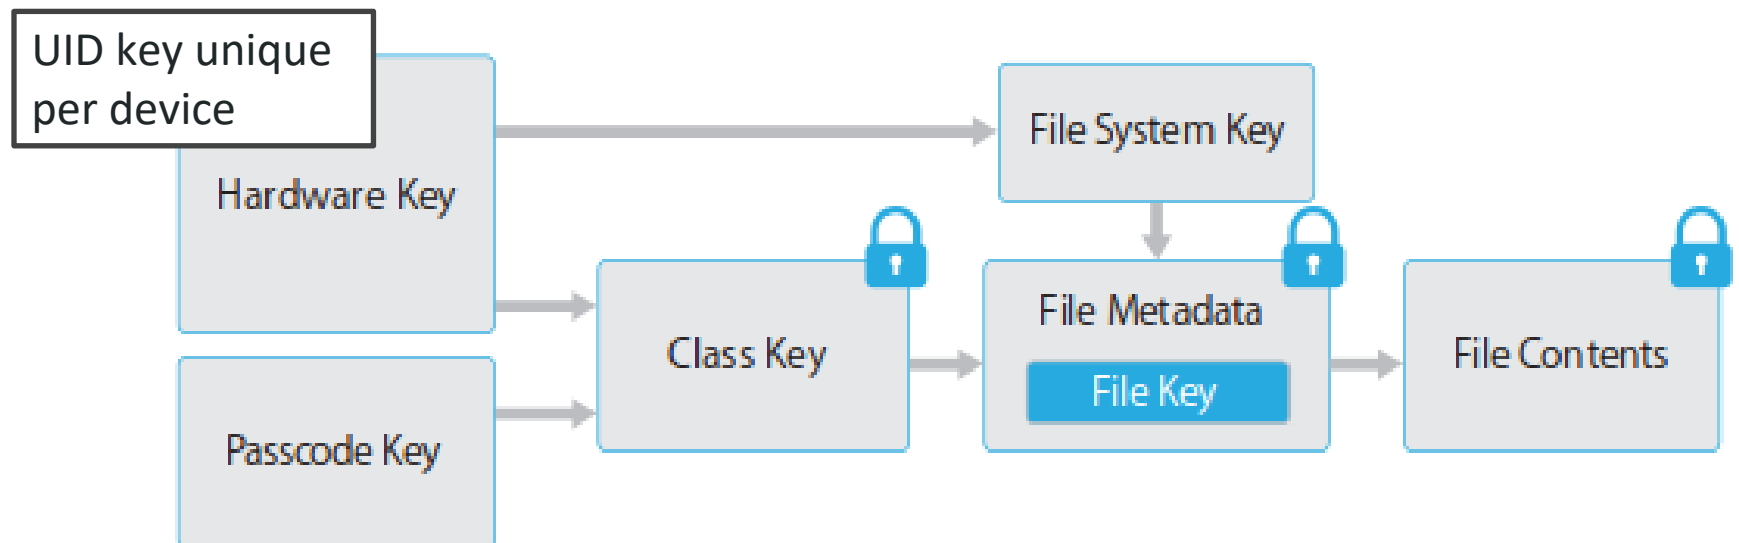 UID key unique
per device
Hardware Key
File System Key
Class Key
File Metadata
File Key
File Contents
Passcode Key